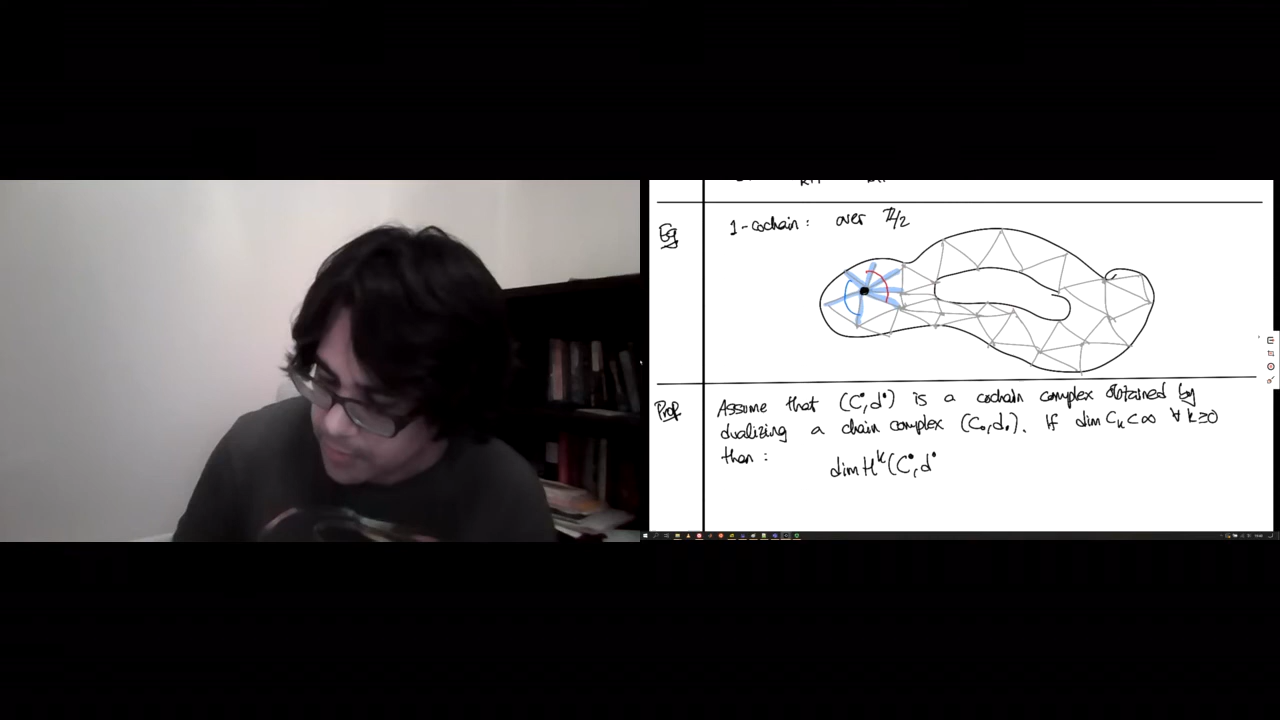 Eg
1-cochain: over ℤ/2
Prop
Assume that (C•, d•) is a cochain complex obtained by
dualizing a chain complex (C•, d•). If dim Cₖ < ∞ ∀ k ≥ 0
then:
dim Hᵏ(C•, d•